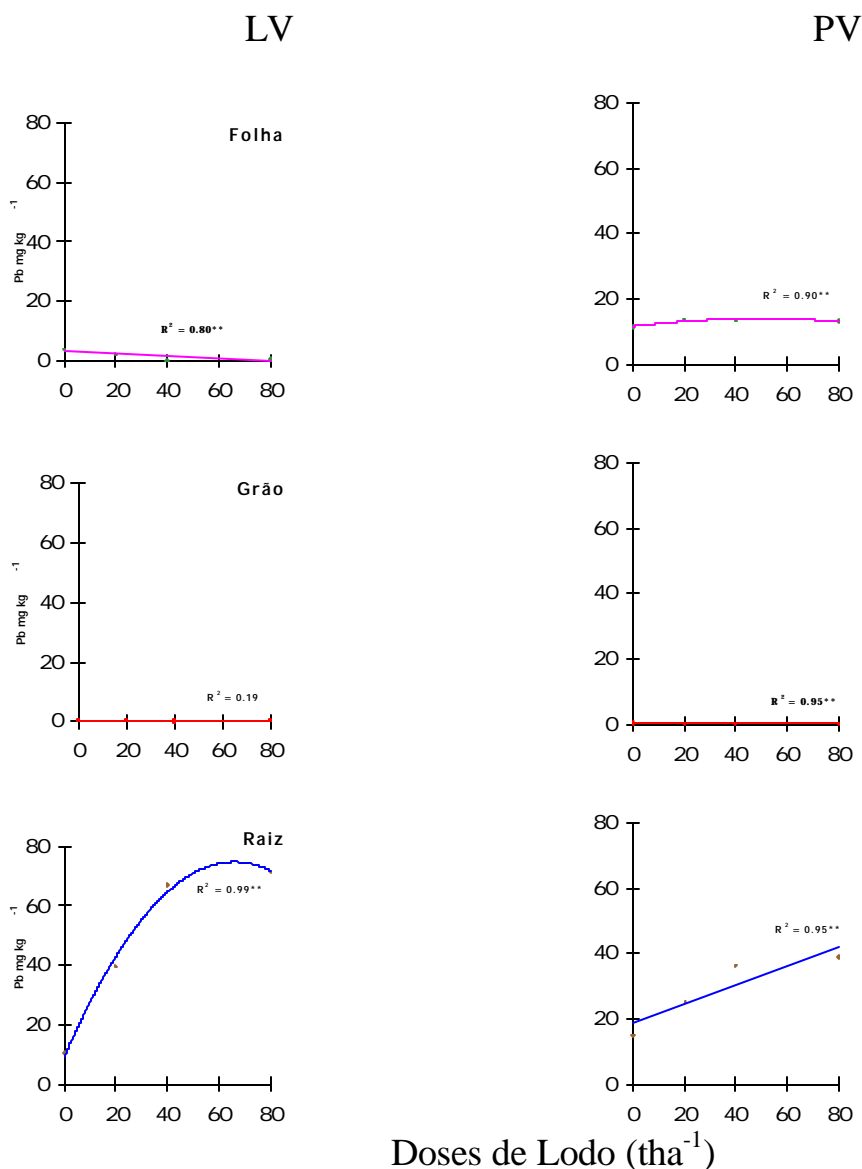 LV PV
80
60
40
20
0
0 20 40 60 80
Pb mg kg -1
Folha
R² = 0.80**
80
60
40
20
0
0 20 40 60 80
R² = 0.90**
80
60
40
20
0
0 20 40 60 80
Pb mg kg -1
Grão
R² = 0.19
80
60
40
20
0
0 20 40 60 80
R² = 0.95**
80
60
40
20
0
0 20 40 60 80
Pb mg kg -1
Raiz
R² = 0.99**
80
60
40
20
0
0 20 40 60 80
R² = 0.95**
Doses de Lodo (tha⁻¹)